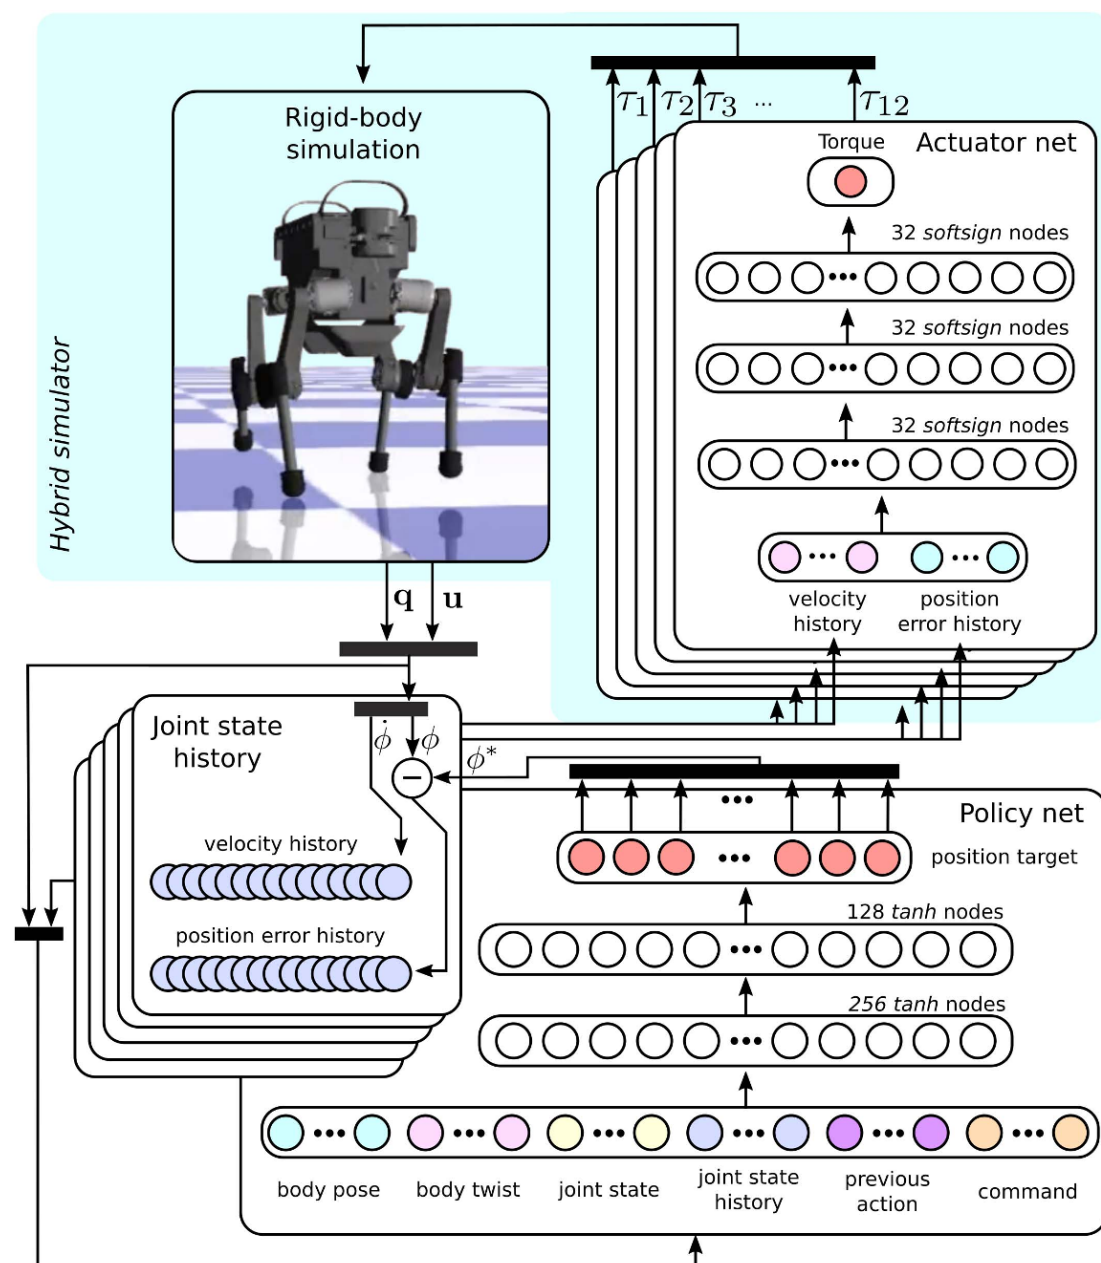 Rigid-body
simulation
Hybrid simulator
τ1 τ2 τ3 ... τ12
Torque
Actuator net
32 softsign nodes
32 softsign nodes
32 softsign nodes
velocity
history
position
error history
q u
Joint state
history
ϕ̇ ϕ ϕ*
velocity history
position error history
Policy net
position target
128 tanh nodes
256 tanh nodes
body pose
body twist
joint state
joint state
history
previous
action
command